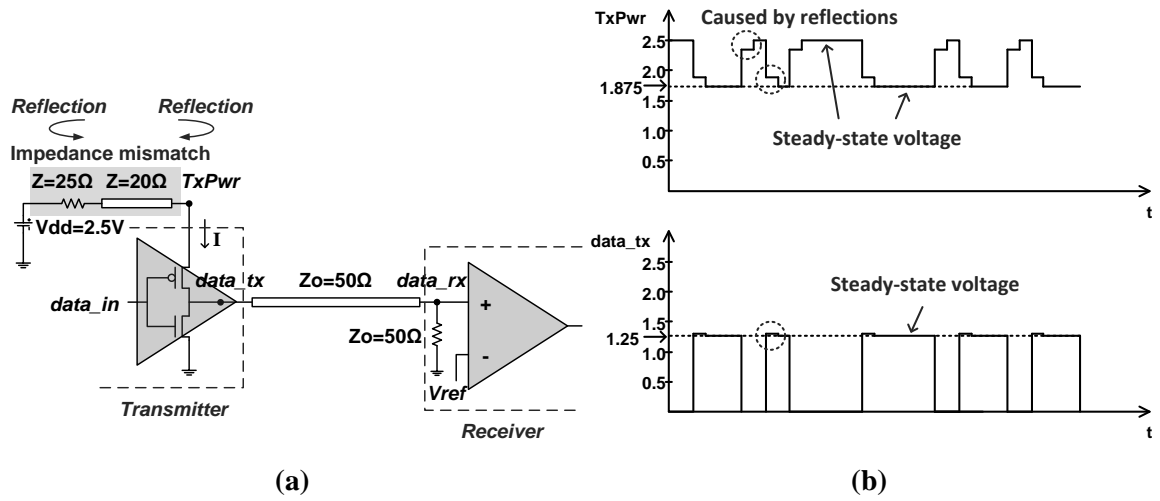 Reflection Reflection
Impedance mismatch
Z=25Ω Z=20Ω TxPwr
Vdd=2.5V
I
data_in
data_tx
Zo=50Ω
data_rx
+
Zo=50Ω
-
Vref
Transmitter
Receiver
(a)
TxPwr
Caused by reflections
2.5
2.0
1.875
1.5
Steady-state voltage
1.0
0.5
t
data_tx
2.5
2.0
Steady-state voltage
1.5
1.25
1.0
0.5
t
(b)